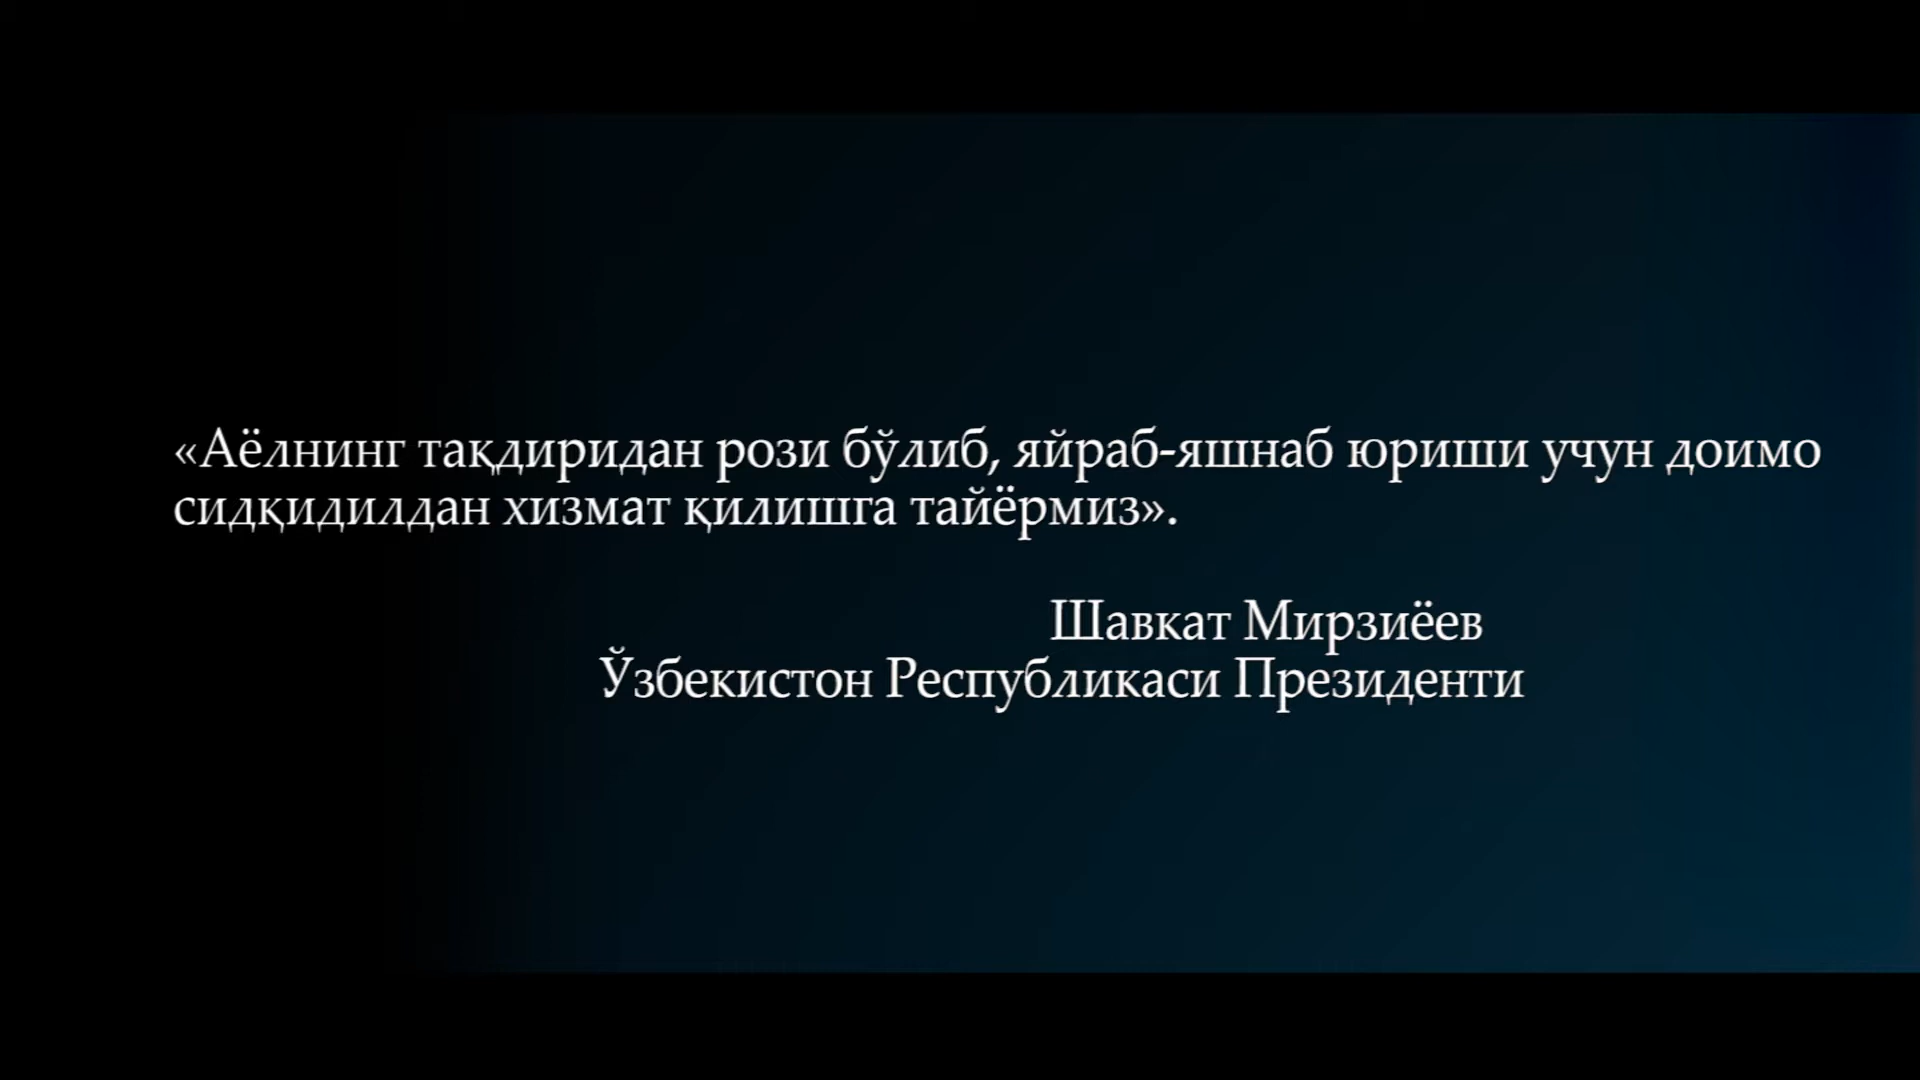 «Аёлнинг тақдиридан рози бўлиб, яйраб-яшнаб юриши учун доимо
сидқидилдан хизмат қилишга тайёрмиз».
Шавкат Мирзиёев
Ўзбекистон Республикаси Президенти